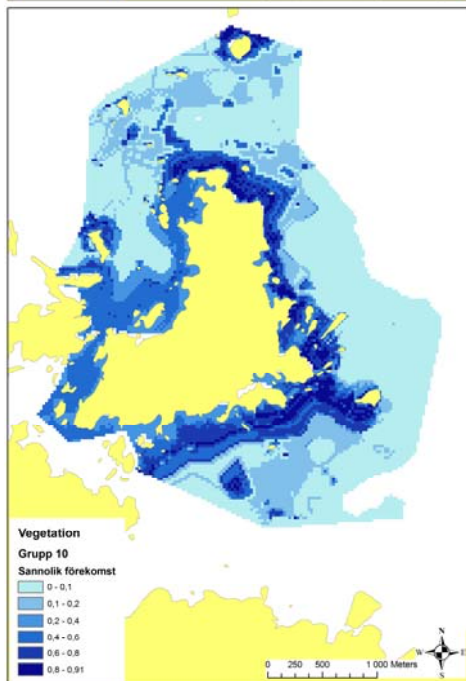 Vegetation
Grupp 10
Sannolik förekomst
0 - 0,1
0,1 - 0,2
0,2 - 0,4
0,4 - 0,6
0,6 - 0,8
0,8 - 0,91
N
W E
S
0 250 500 1 000 Meters